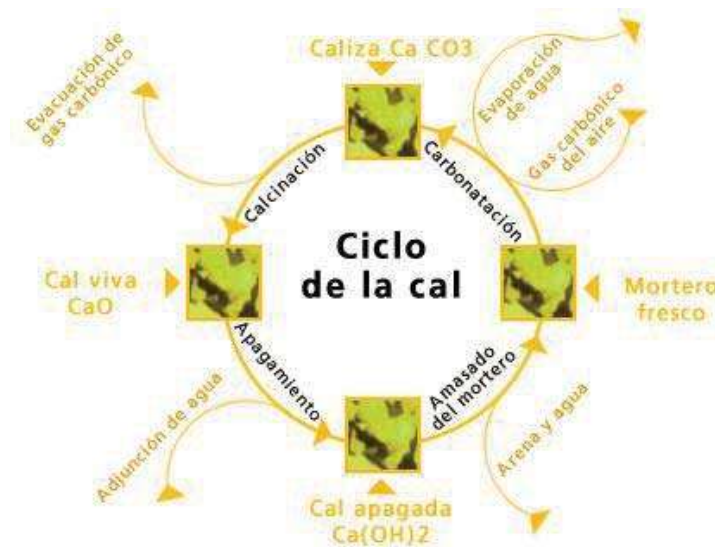 Caliza Ca CO3
Evacuación de
gas carbónico
Evaporación
de agua
Gas carbónico
del aire
Calcinación
Carbonatación
Ciclo
de la cal
Cal viva
CaO
Mortero
fresco
Apagamiento
Amasado
del mortero
Adjunción de agua
Arena y agua
Cal apagada
Ca(OH)2